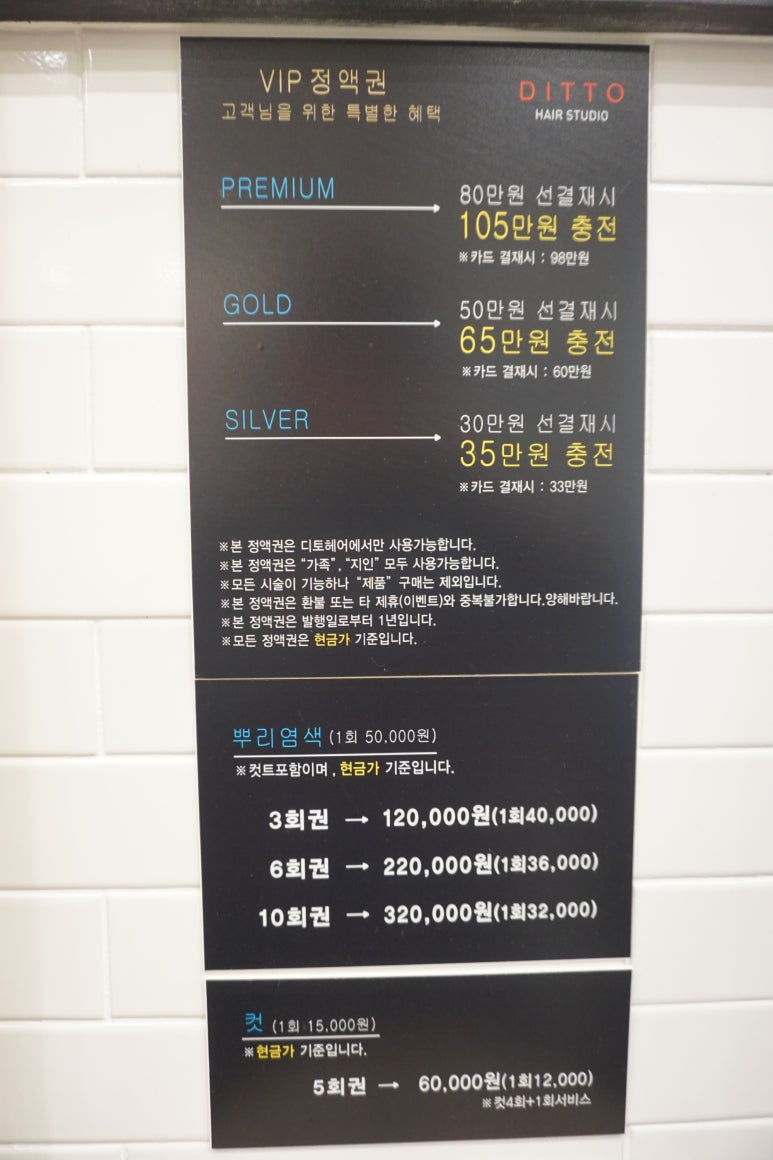 VIP 정액권
고객님을 위한 특별한 혜택
DITTO
HAIR STUDIO
PREMIUM
80만원 선결재시
105만원 충전
※카드 결재시 : 98만원
GOLD
50만원 선결재시
65만원 충전
※카드 결재시 : 60만원
SILVER
30만원 선결재시
35만원 충전
※카드 결재시 : 33만원
※본 정액권은 디토헤어에서만 사용가능합니다.
※본 정액권은 “가족”, “지인” 모두 사용가능합니다.
※모든 시술이 기능하나 “제품” 구매는 제외입니다.
※본 정액권은 환불 또는 타 제휴(이벤트)와 중복불가합니다.양해바랍니다.
※본 정액권은 발행일로부터 1년입니다.
※모든 정액권은 현금가 기준입니다.
뿌리염색 (1회 50,000원)
※컷트포함이며 , 현금가 기준입니다.
3회권 → 120,000원(1회40,000)
6회권 → 220,000원(1회36,000)
10회권 → 320,000원(1회32,000)
컷 (1회 15,000원)
※현금가 기준입니다.
5회권 → 60,000원(1회12,000)
※컷4회+1회서비스